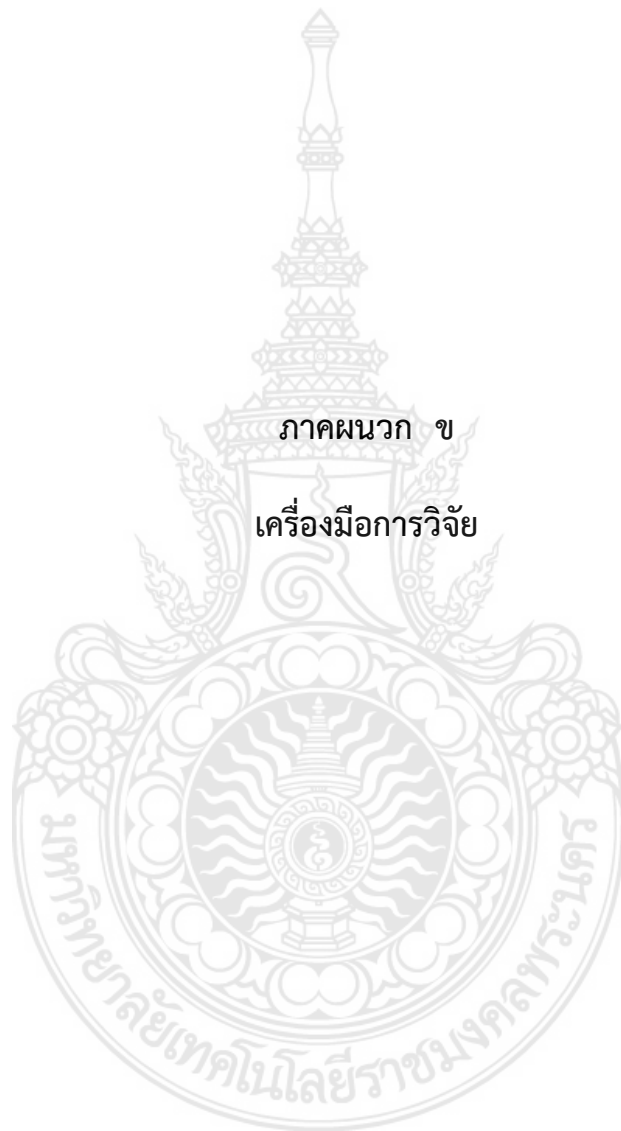 ภาคผนวก ข
เครื่องมือการวิจัย
มหาวิทยาลัยเทคโนโลยีราชมงคลพระนคร